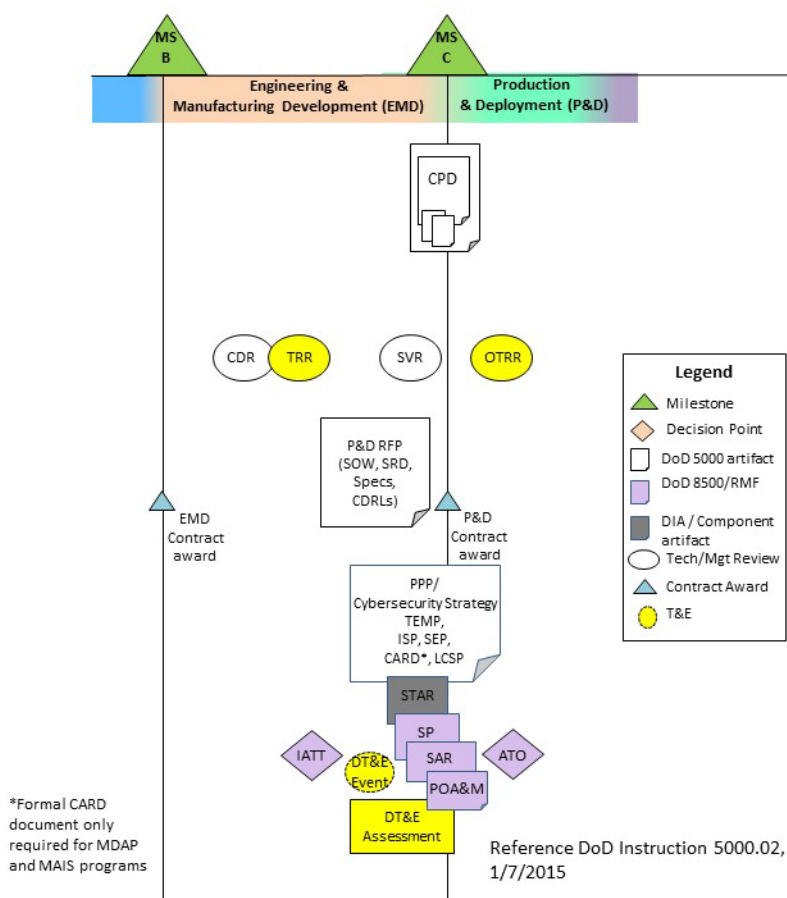 MS
B
MS
C
Engineering &
Manufacturing Development (EMD)
Production
& Deployment (P&D)
CPD
CDR
TRR
SVR
OTRR
P&D RFP
(SOW, SRD,
Specs,
CDRLs)
EMD
Contract
award
P&D
Contract
award
PPP/
Cybersecurity Strategy
TEMP,
ISP, SEP,
CARD*, LCSP
STAR
SP
SAR
POA&M
IATT
DT&E
Event
ATO
DT&E
Assessment
Legend
Milestone
Decision Point
DoD 5000 artifact
DoD 8500/RMF
DIA / Component
artifact
Tech/Mgt Review
Contract Award
T&E
*Formal CARD
document only
required for MDAP
and MAIS programs
Reference DoD Instruction 5000.02,
1/7/2015